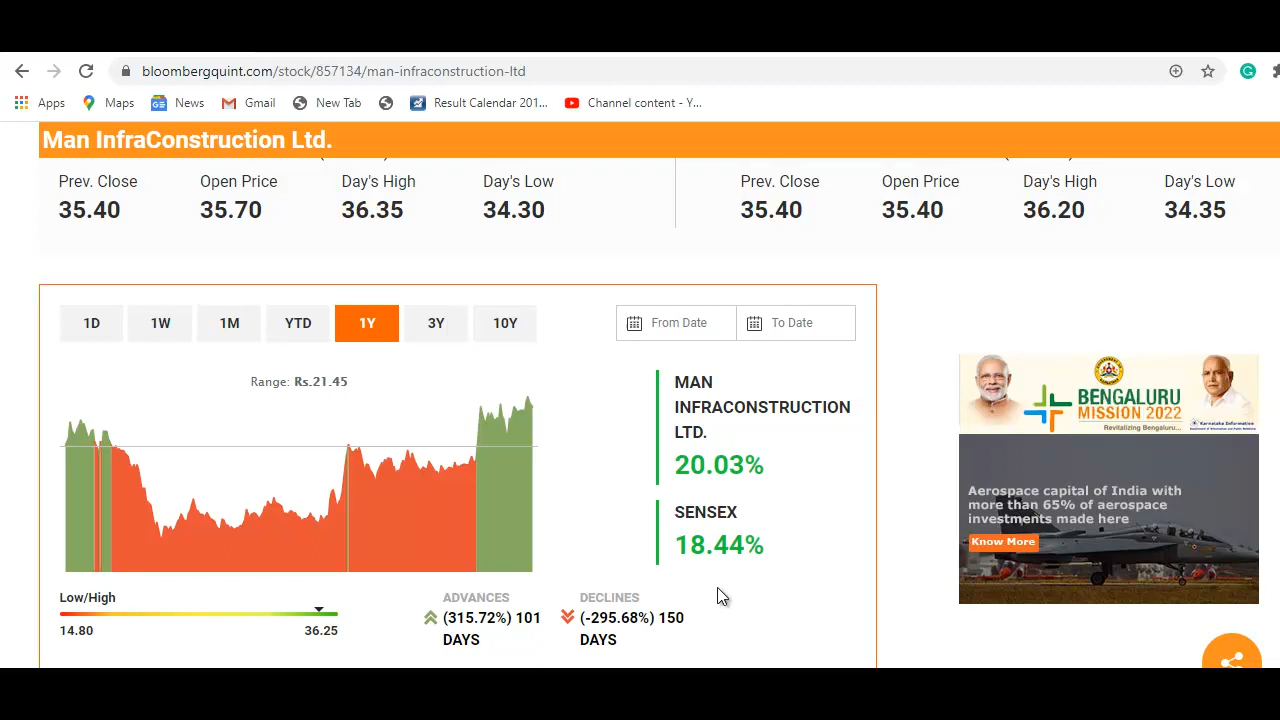 bloombergquint.com/stock/857134/man-infraconstruction-ltd
Apps Maps News Gmail New Tab Result Calendar 201... Channel content - Y...
Man InfraConstruction Ltd.
Prev. Close Open Price Day's High Day's Low Prev. Close Open Price Day's High Day's Low
35.40 35.70 36.35 34.30 35.40 35.40 36.20 34.35
1D 1W 1M YTD 1Y 3Y 10Y From Date To Date
Range: Rs.21.45
MAN
INFRACONSTRUCTION
LTD.
20.03%
SENSEX
18.44%
Low/High
14.80 36.25
ADVANCES
(315.72%) 101
DAYS
DECLINES
(-295.68%) 150
DAYS
BENGALURU
MISSION 2022
Revitalizing Bengaluru...
Karnataka Information
Aerospace capital of India with
more than 65% of aerospace
investments made here
Know More